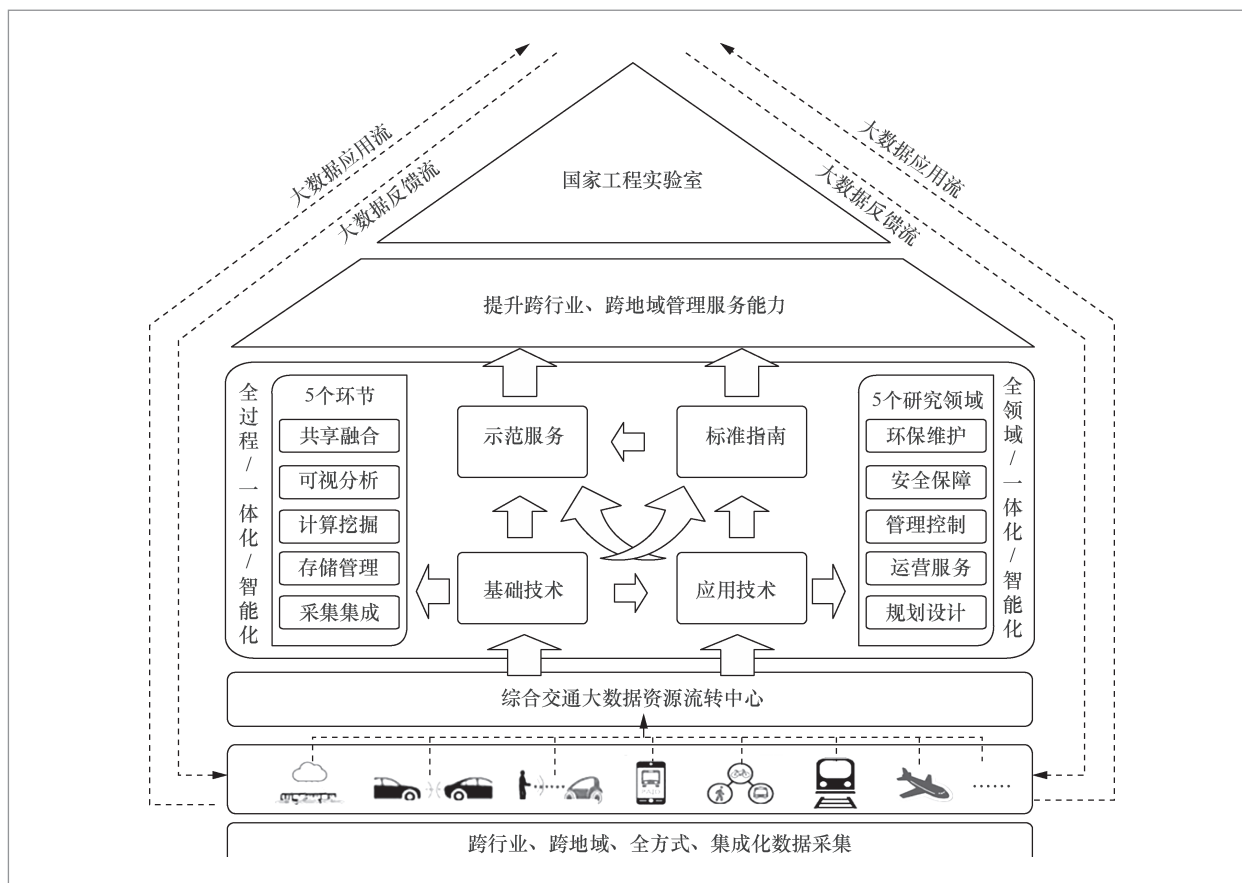 大数据应用流
大数据反馈流
大数据应用流
大数据反馈流
国家工程实验室
提升跨行业、跨地域管理服务能力
全过程/一体化/智能化
5个环节
共享融合
可视分析
计算挖掘
存储管理
采集集成
示范服务
标准指南
基础技术
应用技术
5个研究领域
环保维护
安全保障
管理控制
运营服务
规划设计
全领域/一体化/智能化
综合交通大数据资源流转中心
……
跨行业、跨地域、全方式、集成化数据采集